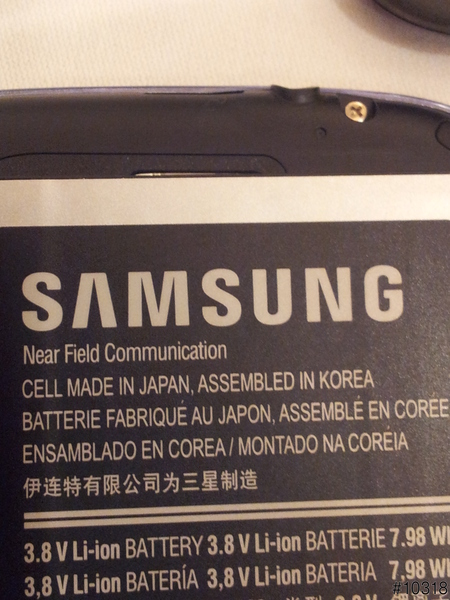 SAMSUNG
Near Field Communication
CELL MADE IN JAPAN, ASSEMBLED IN KOREA
BATTERIE FABRIQUÉ AU JAPON, ASSEMBLÉ EN CORÉE
ENSAMBLADO EN COREA / MONTADO NA CORÉIA
伊连特有限公司为三星制造
3.8 V Li-ion BATTERY 3.8 V Li-ion BATTERIE 7.98
3,8 V Li-ion BATERÍA 3,8 V Li-ion BATERIA 7.98
#10318